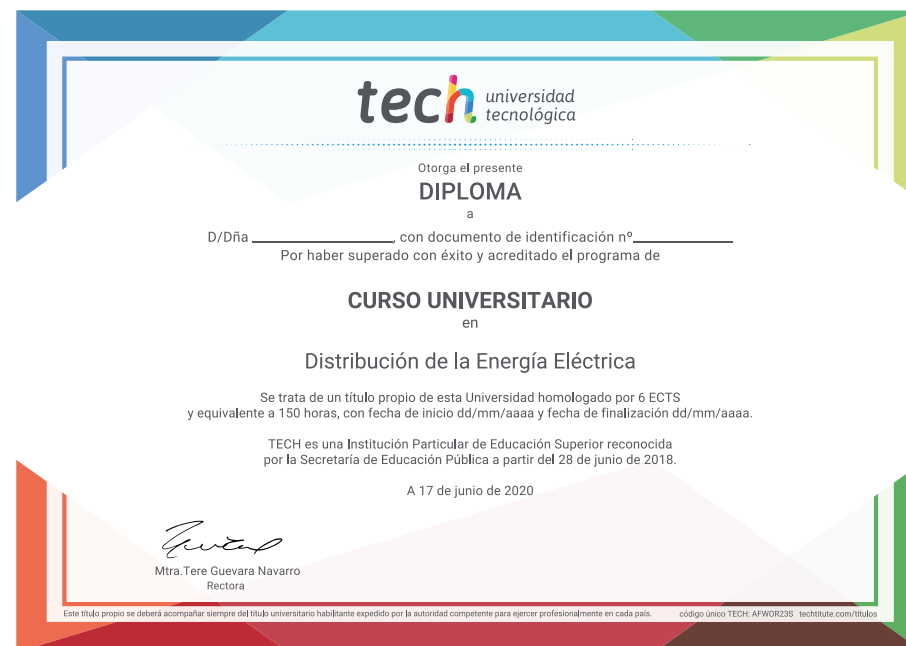 tech universidad
tecnológica
Otorga el presente
DIPLOMA
a
D/Dña ____________________, con documento de identificación nº______________
Por haber superado con éxito y acreditado el programa de
CURSO UNIVERSITARIO
en
Distribución de la Energía Eléctrica
Se trata de un título propio de esta Universidad homologado por 6 ECTS
y equivalente a 150 horas, con fecha de inicio dd/mm/aaaa y fecha de finalización dd/mm/aaaa.
TECH es una Institución Particular de Educación Superior reconocida
por la Secretaría de Educación Pública a partir del 28 de junio de 2018.
A 17 de junio de 2020
Mtra.Tere Guevara Navarro
Rectora
Este título propio se deberá acompañar siempre del título universitario habilitante expedido por la autoridad competente para ejercer profesionalmente en cada país. código único TECH: AFWOR23S techtitute.com/titulos